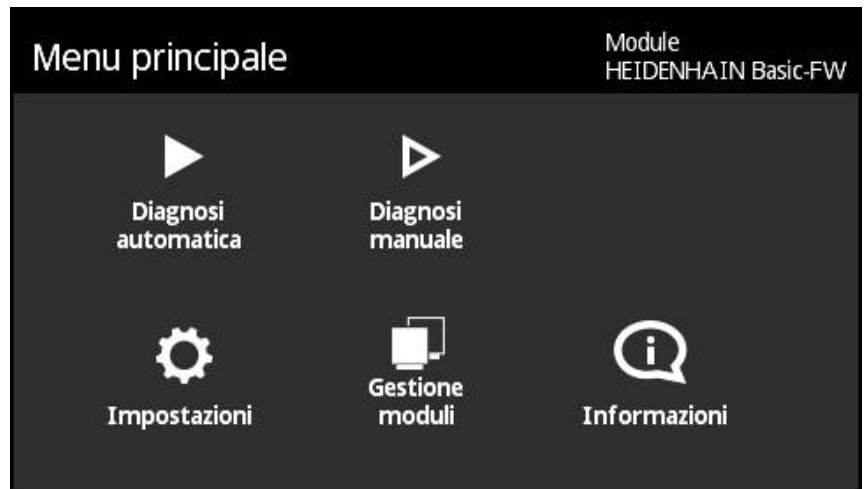 Menu principale
Module
HEIDENHAIN Basic-FW
Diagnosi
automatica
Diagnosi
manuale
Impostazioni
Gestione
moduli
Informazioni